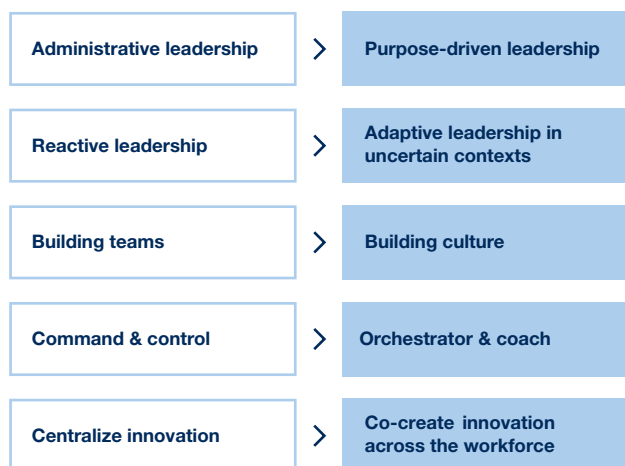 Administrative leadership
Purpose-driven leadership
Reactive leadership
Adaptive leadership in
uncertain contexts
Building teams
Building culture
Command & control
Orchestrator & coach
Centralize innovation
Co-create innovation
across the workforce